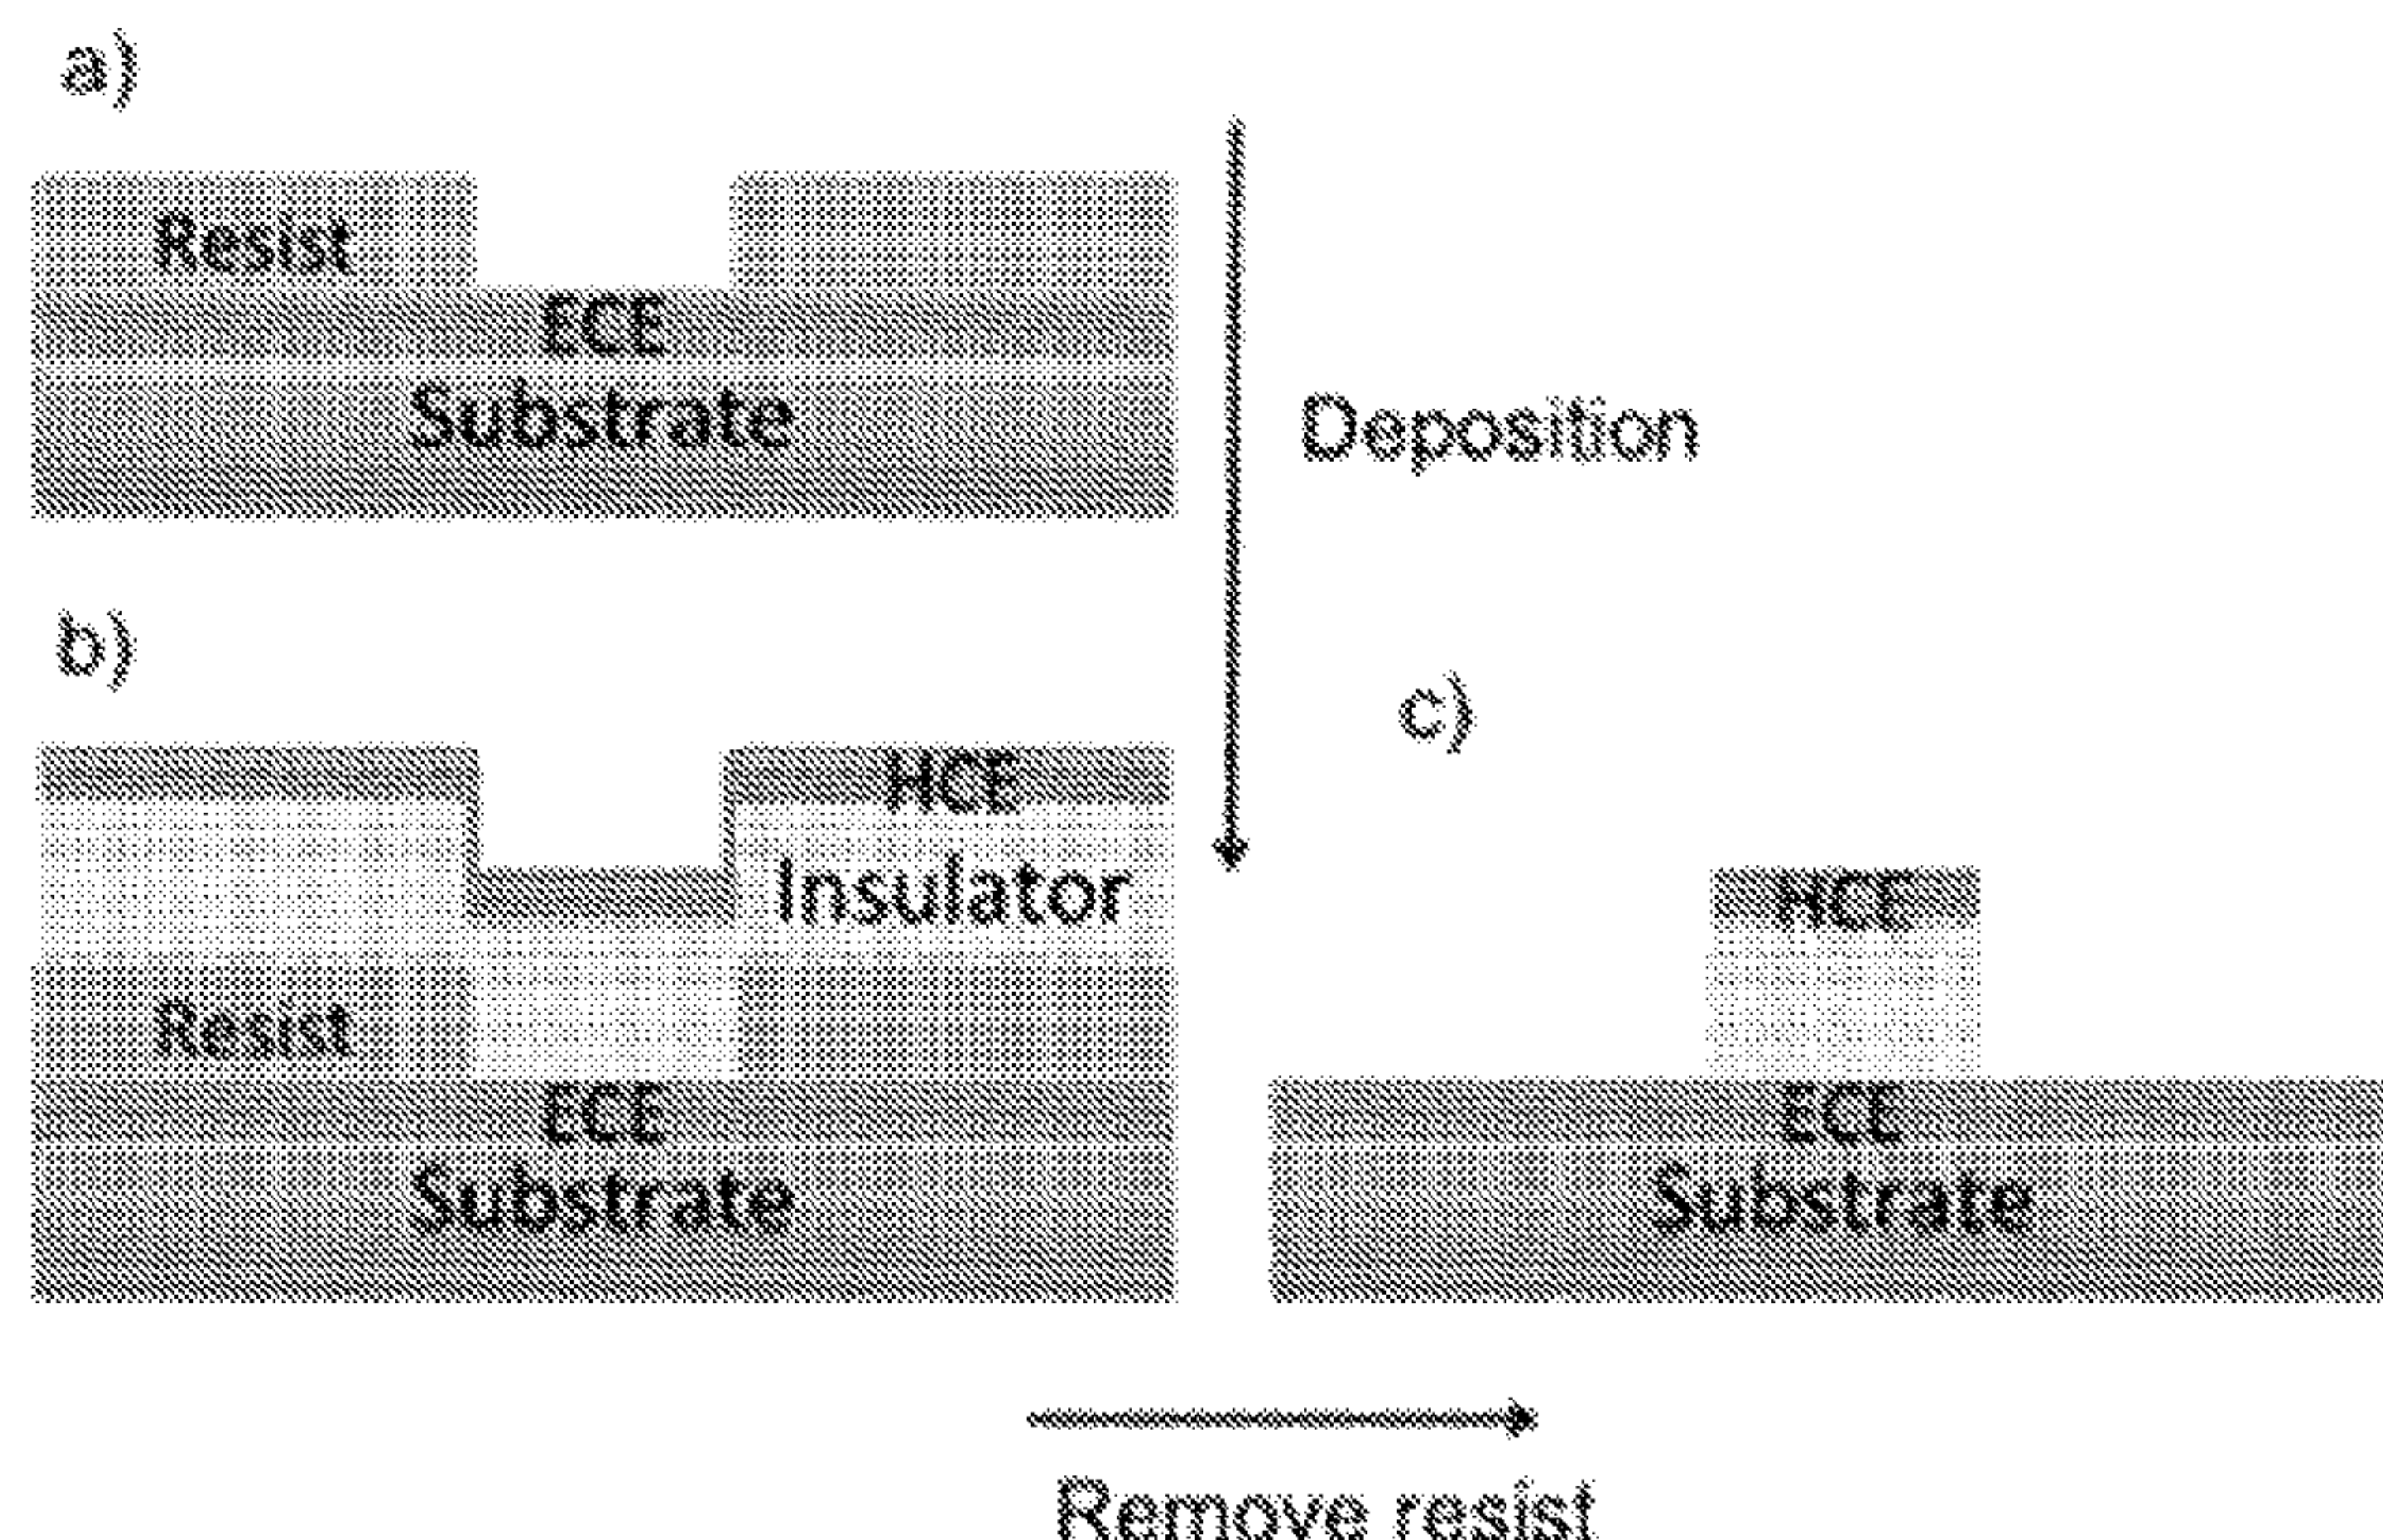 a)
Resist
ECE
Substrate
Deposition
b)
HCE
Insulator
Resist
ECE
Substrate
c)
HCE
ECE
Substrate
Remove resist